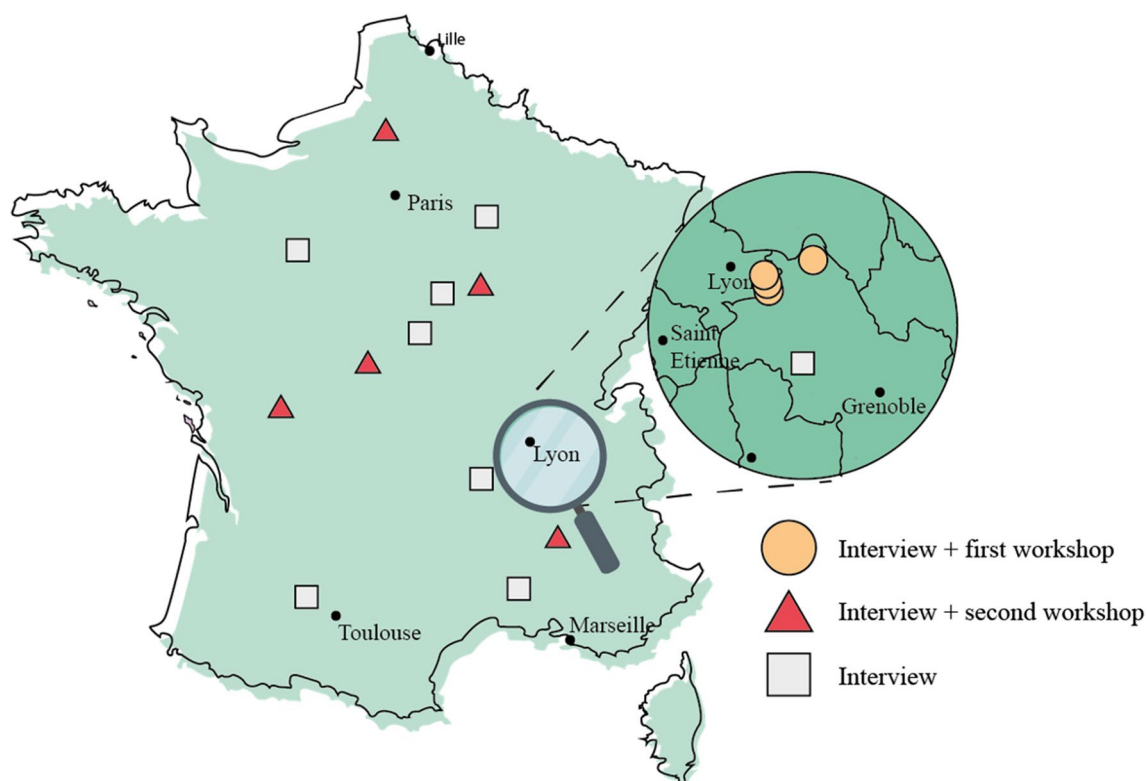 Lille
Paris
Lyon
Saint
Etienne
Grenoble
Lyon
Toulouse
Marseille
Interview + first workshop
Interview + second workshop
Interview